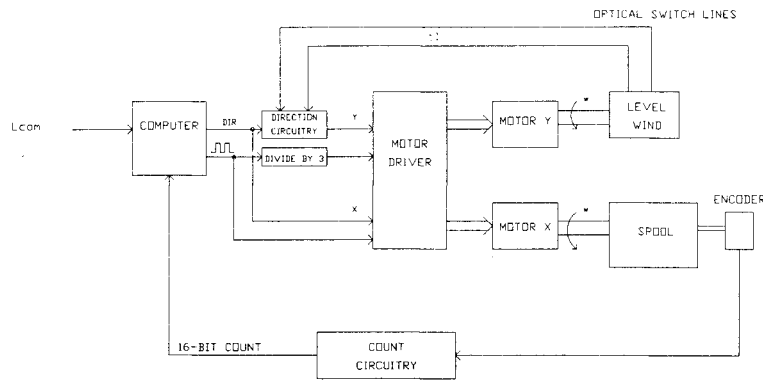 OPTICAL SWITCH LINES
Lcom
COMPUTER
DIR
DIRECTION
CIRCUITRY
Y
DIVIDE BY 3
X
MOTOR
DRIVER
MOTOR Y
w
LEVEL
WIND
MOTOR X
w
SPOOL
ENCODER
16-BIT COUNT
COUNT
CIRCUITRY